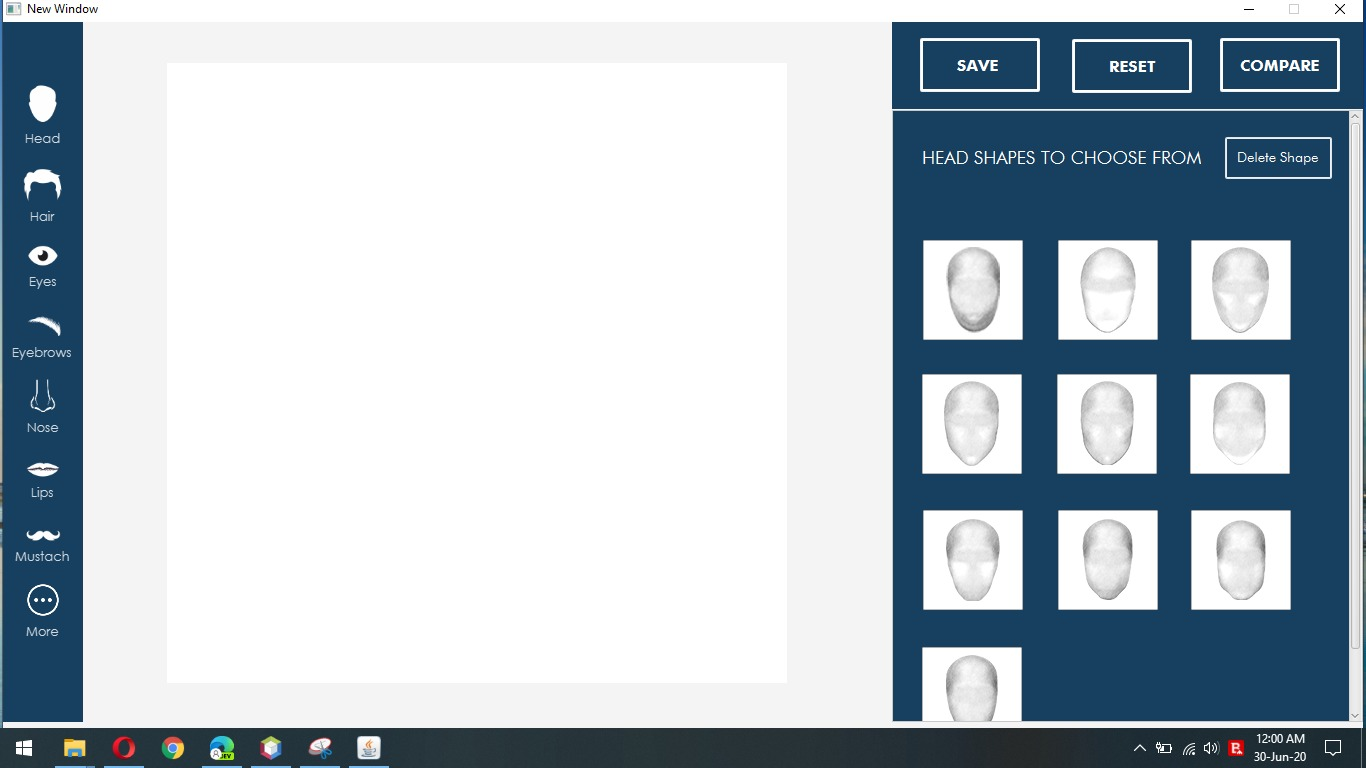 New Window
Head
Hair
Eyes
Eyebrows
Nose
Lips
Mustach
More
SAVE
RESET
COMPARE
HEAD SHAPES TO CHOOSE FROM
Delete Shape
JEV
12:00 AM
30-Jun-20